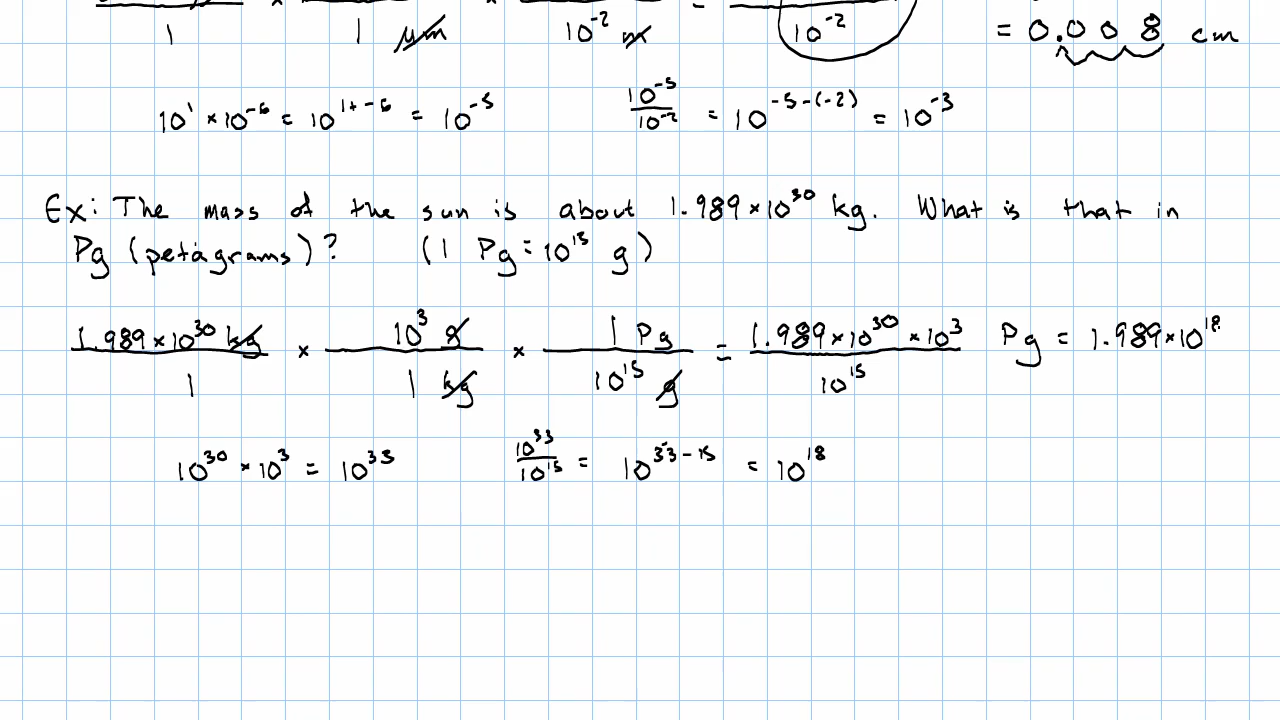 1 1 μm 10⁻² m 10⁻² = 0.008 cm
10¹ × 10⁻⁶ = 10¹⁺⁻⁶ = 10⁻⁵ 10⁻⁵/10⁻² = 10⁻⁵⁻⁽⁻²⁾ = 10⁻³
Ex: The mass of the sun is about 1.989 × 10³⁰ kg. What is that in
Pg (petagrams)? (1 Pg = 10¹⁵ g)
1.989 × 10³⁰ kg/1 × 10³ g/1 kg × 1 Pg/10¹⁵ g = 1.989 × 10³⁰ × 10³/10¹⁵ Pg = 1.989 × 10¹⁸
10³⁰ × 10³ = 10³³ 10³³/10¹⁵ = 10³³⁻¹⁵ = 10¹⁸